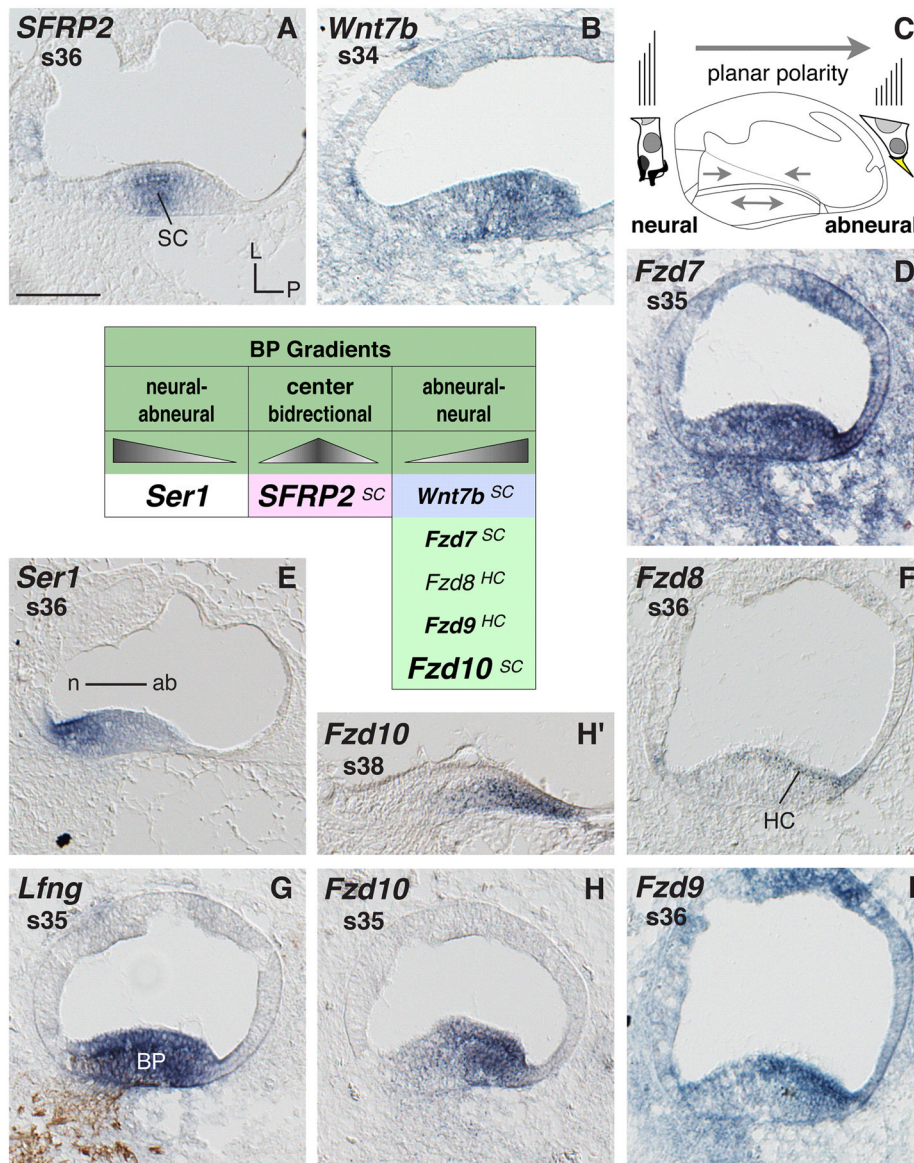 SFRP2
s36
A
SC
L
P
Wnt7b
s34
B
C
planar polarity
neural
abneural
Fzd7
s35
D
BP Gradients
neural-
abneural
center
bidrectional
abneural-
neural
Ser1
SFRP2 SC
Wnt7b SC
Fzd7 SC
Fzd8 HC
Fzd9 HC
Fzd10 SC
Ser1
s36
E
n
ab
Fzd8
s36
F
HC
Fzd10
s38
H'
Lfng
s35
G
BP
Fzd10
s35
H
Fzd9
s36
I